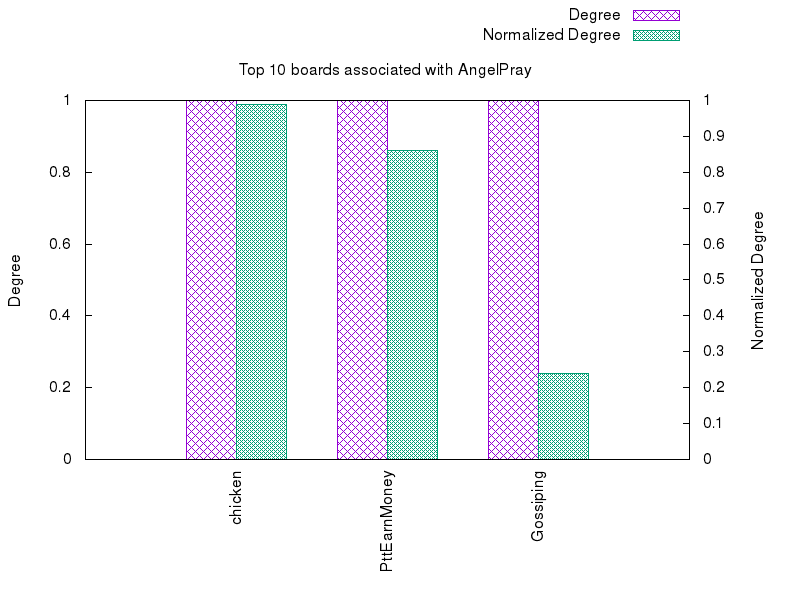 Degree
Normalized Degree
Top 10 boards associated with AngelPray
1
0.8
0.6
0.4
0.2
0
1
0.9
0.8
0.7
0.6
0.5
0.4
0.3
0.2
0.1
0
Degree
Normalized Degree
chicken
PttEarnMoney
Gossiping